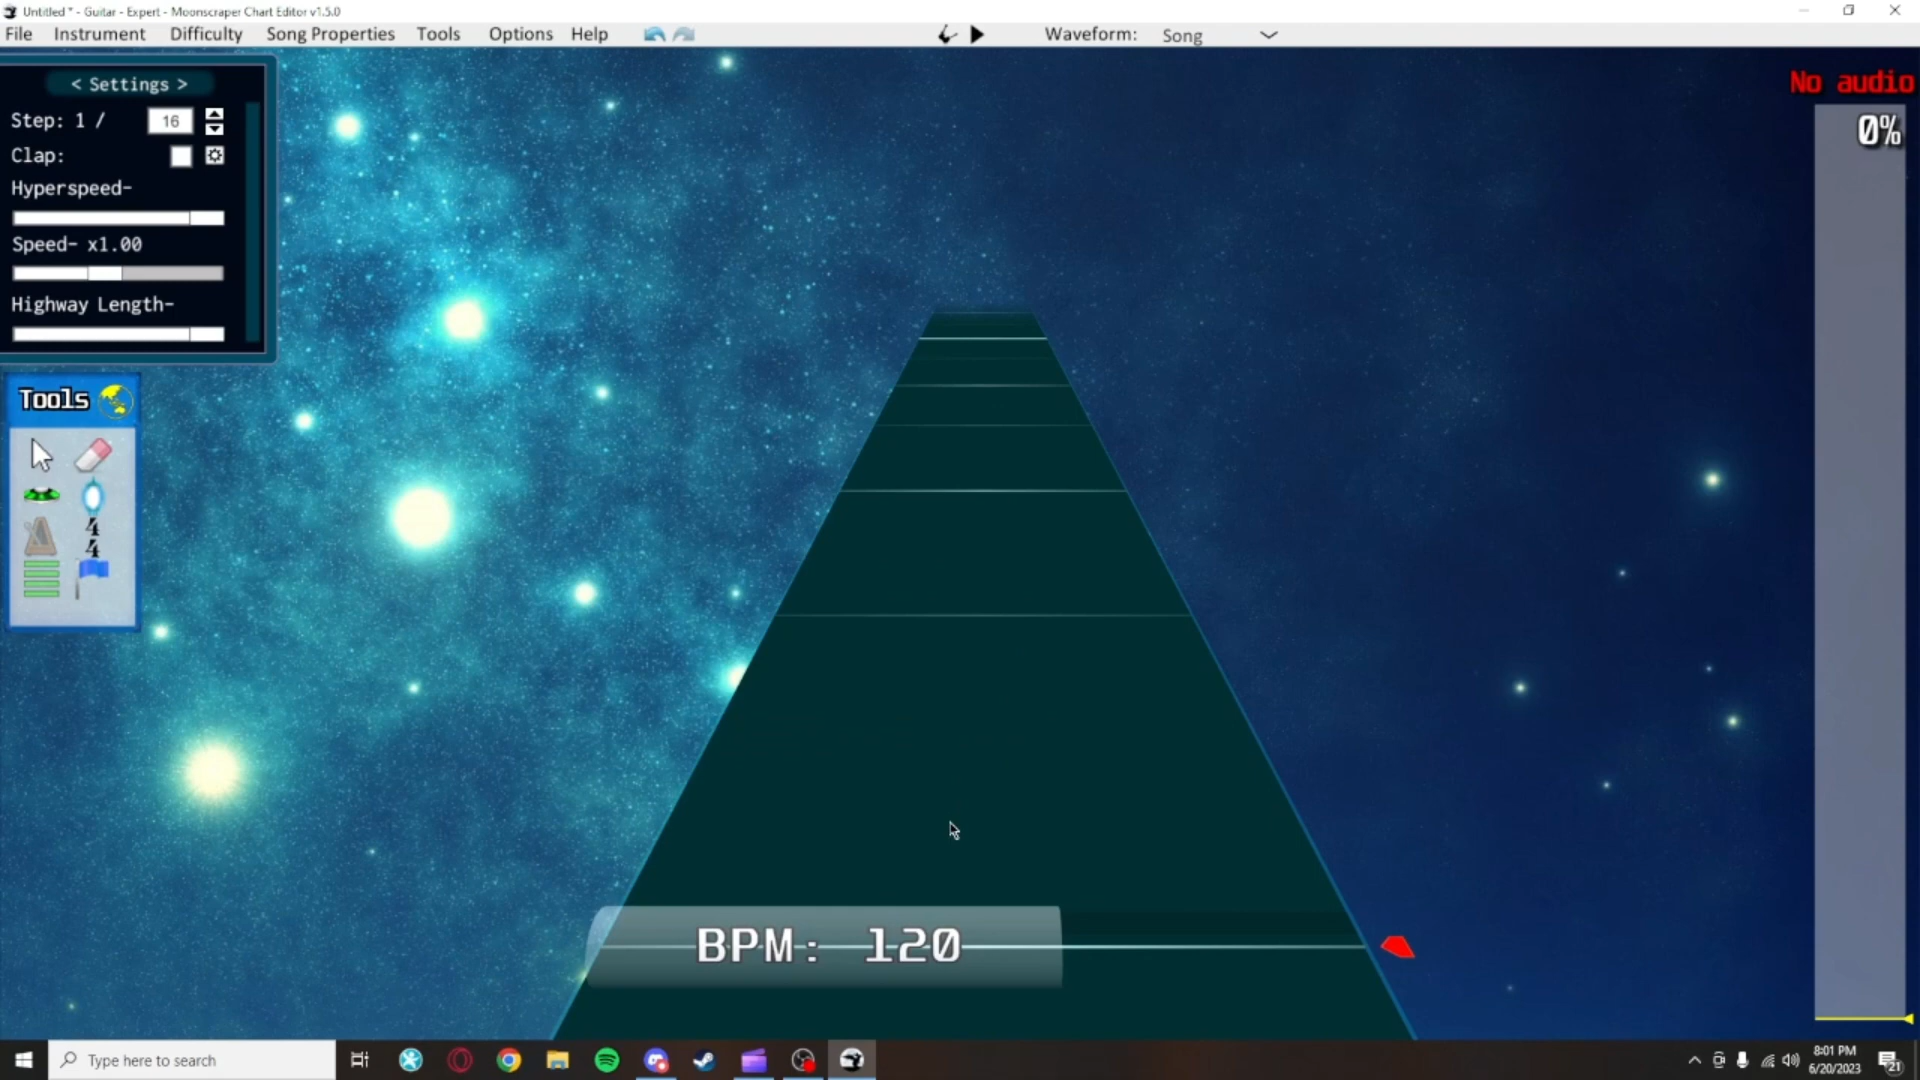 Untitled * - Guitar - Expert - Moonscraper Chart Editor v1.5.0
File Instrument Difficulty Song Properties Tools Options Help Waveform: Song
No audio
0%
< Settings >
Step: 1 / 16
Clap:
Hyperspeed-
Speed- x1.00
Highway Length-
Tools
4
4
BPM: 120
Type here to search
8:01 PM
6/20/2023
21